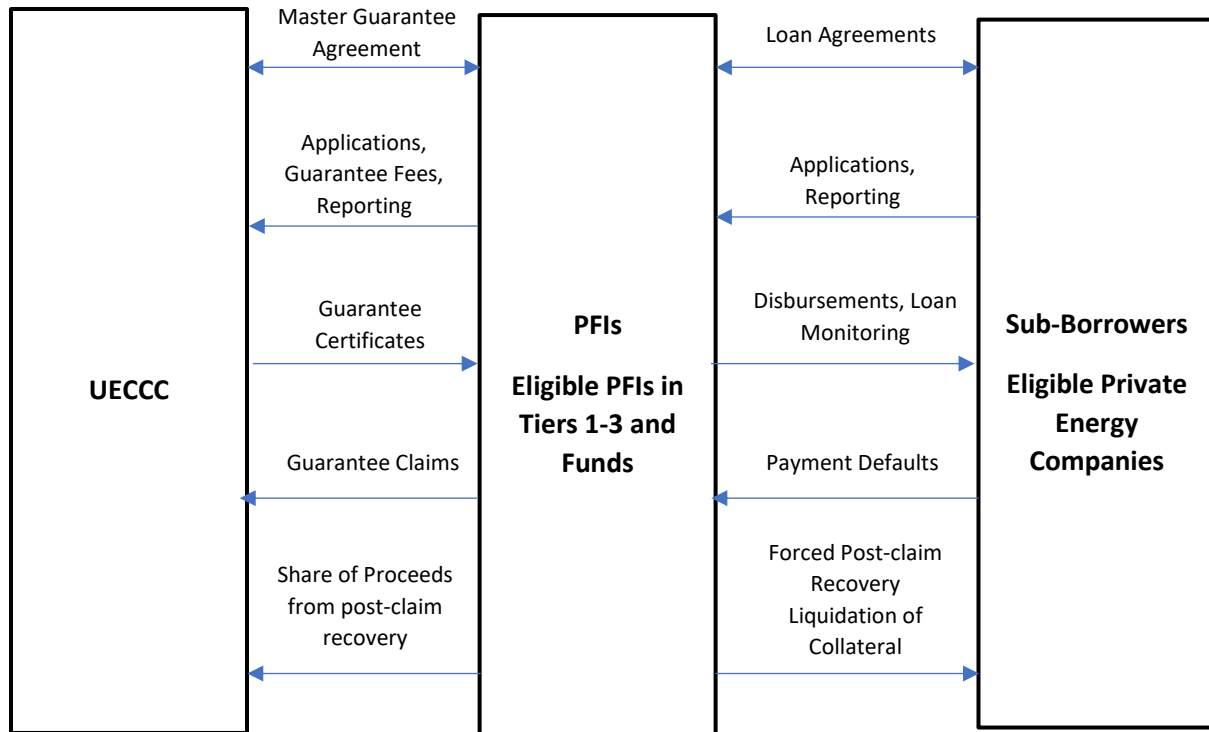 Master Guarantee
Agreement
Loan Agreements
Applications,
Guarantee Fees,
Reporting
Applications,
Reporting
Guarantee
Certificates
Disbursements, Loan
Monitoring
UECCC
PFIs
Eligible PFIs in
Tiers 1-3 and
Funds
Sub-Borrowers
Eligible Private
Energy
Companies
Guarantee Claims
Payment Defaults
Share of Proceeds
from post-claim
recovery
Forced Post-claim
Recovery
Liquidation of
Collateral